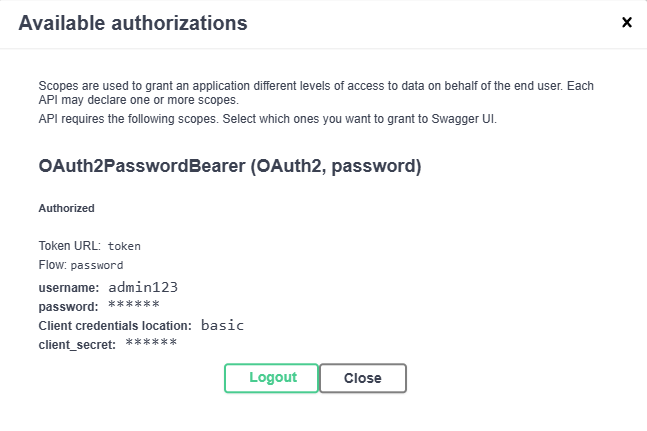 Available authorizations
Scopes are used to grant an application different levels of access to data on behalf of the end user. Each
API may declare one or more scopes.
API requires the following scopes. Select which ones you want to grant to Swagger UI.
OAuth2PasswordBearer (OAuth2, password)
Authorized
Token URL: token
Flow: password
username: admin123
password: ******
Client credentials location: basic
client_secret: ******
Logout Close